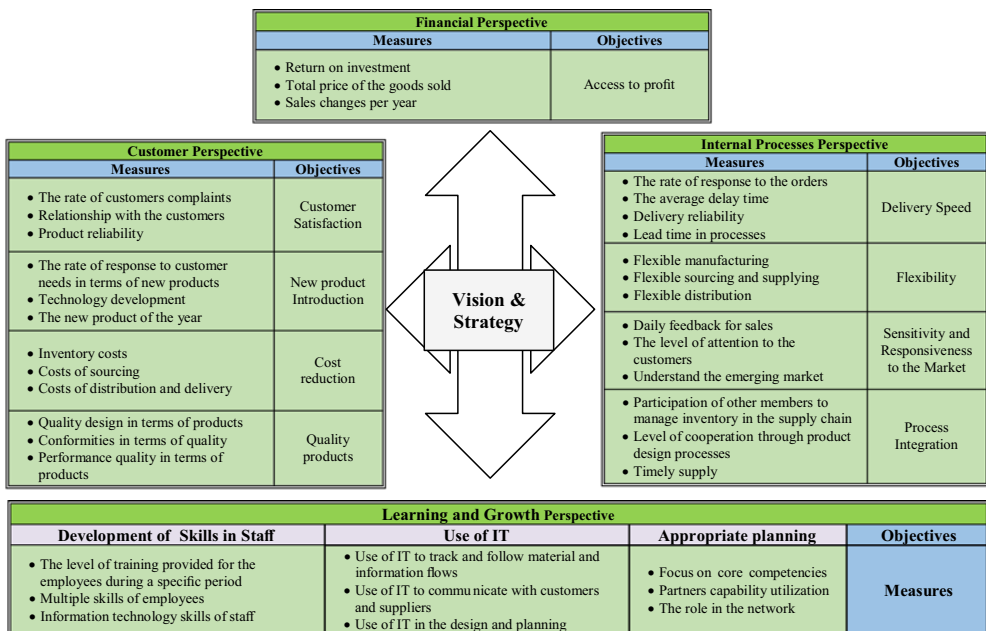 Financial Perspective
Measures
Objectives
• Return on investment
• Total price of the goods sold
• Sales changes per year
Access to profit
Customer Perspective
Measures
Objectives
• The rate of customers complaints
• Relationship with the customers
• Product reliability
Customer
Satisfaction
• The rate of response to customer
needs in terms of new products
• Technology development
• The new product of the year
New product
Introduction
• Inventory costs
• Costs of sourcing
• Costs of distribution and delivery
Cost
reduction
• Quality design in terms of products
• Conformities in terms of quality
• Performance quality in terms of
products
Quality
products
Vision &
Strategy
Internal Processes Perspective
Measures
Objectives
• The rate of response to the orders
• The average delay time
• Delivery reliability
• Lead time in processes
Delivery Speed
• Flexible manufacturing
• Flexible sourcing and supplying
• Flexible distribution
Flexibility
• Daily feedback for sales
• The level of attention to the
customers
• Understand the emerging market
Sensitivity and
Responsiveness
to the Market
• Participation of other members to
manage inventory in the supply chain
• Level of cooperation through product
design processes
• Timely supply
Process
Integration
Learning and Growth Perspective
Development of Skills in Staff
Use of IT
Appropriate planning
Objectives
• The level of training provided for the
employees during a specific period
• Multiple skills of employees
• Information technology skills of staff
• Use of IT to track and follow material and
information flows
• Use of IT to communicate with customers
and suppliers
• Use of IT in the design and planning
• Focus on core competencies
• Partners capability utilization
• The role in the network
Measures